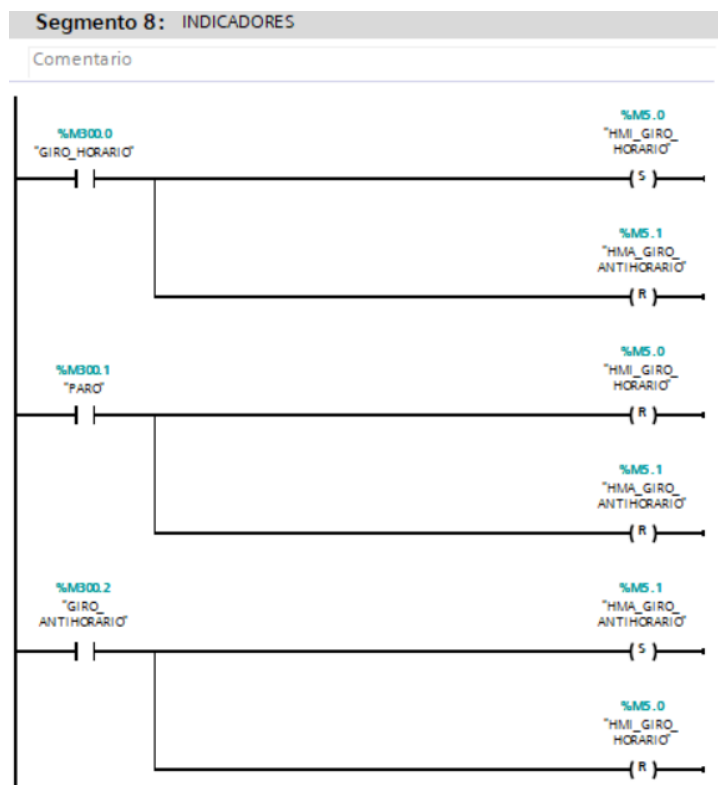 Segmento 8: INDICADORES
Comentario
%M300.0
"GIRO_HORARIO"
%M5.0
"HMI_GIRO_
HORARIO"
S
%M5.1
"HMA_GIRO_
ANTIHORARIO"
R
%M300.1
"PARO"
%M5.0
"HMI_GIRO_
HORARIO"
R
%M5.1
"HMA_GIRO_
ANTIHORARIO"
R
%M300.2
"GIRO_
ANTIHORARIO"
%M5.1
"HMA_GIRO_
ANTIHORARIO"
S
%M5.0
"HMI_GIRO_
HORARIO"
R